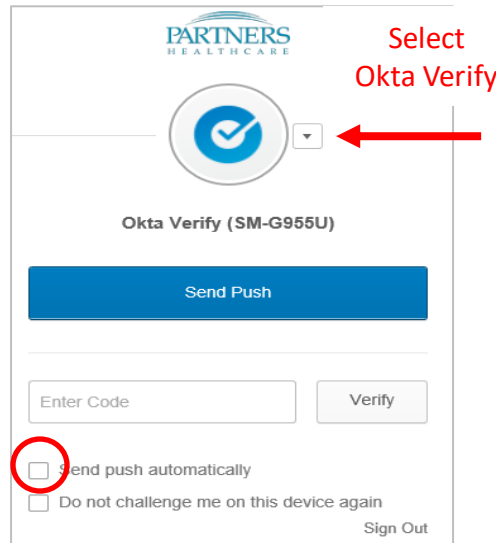 PARTNERS
HEALTHCARE
Select
Okta Verify
Okta Verify (SM-G955U)
Send Push
Enter Code
Verify
Send push automatically
Do not challenge me on this device again
Sign Out